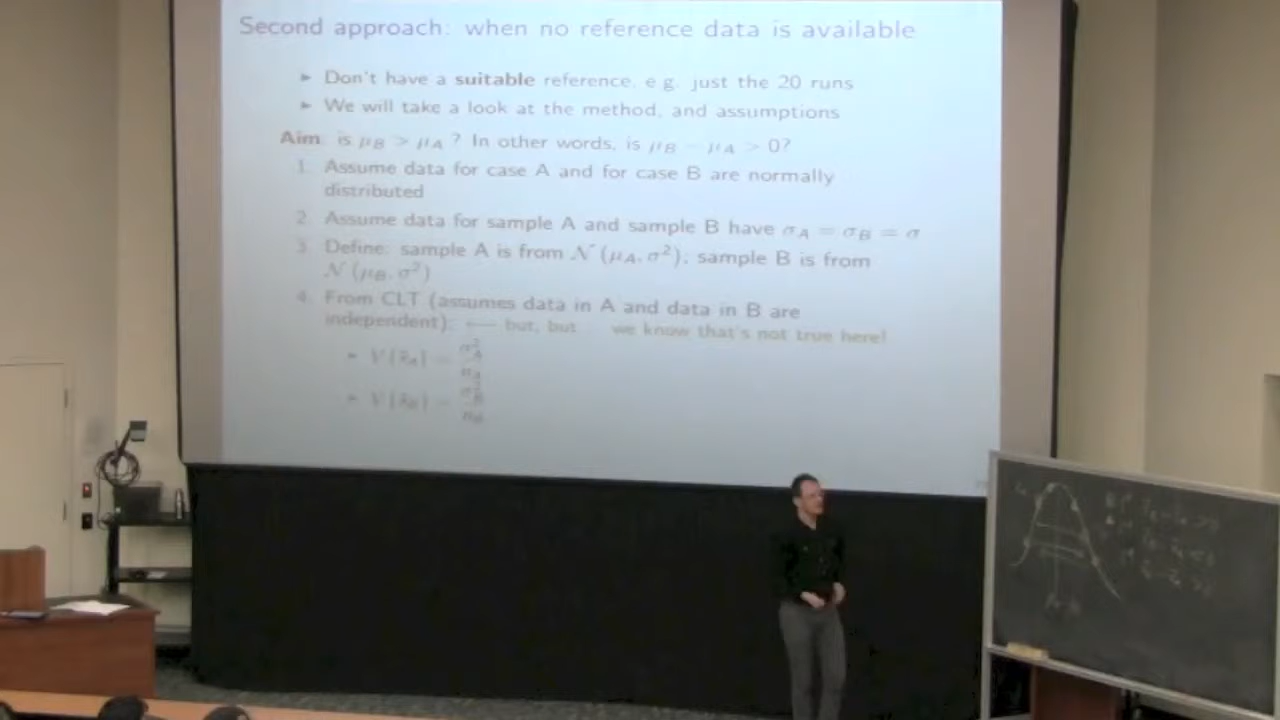 Second approach: when no reference data is available
► Don't have a suitable reference, e.g. just the 20 runs
► We will take a look at the method, and assumptions
Aim: is μB > μA? In other words, is μB − μA > 0?
1. Assume data for case A and for case B are normally
distributed
2. Assume data for sample A and sample B have σA = σB = σ
3. Define: sample A is from N(μA, σ²); sample B is from
N(μB, σ²)
4. From CLT (assumes data in A and data in B are
independent): ⟵ but, but we know that's not true here!